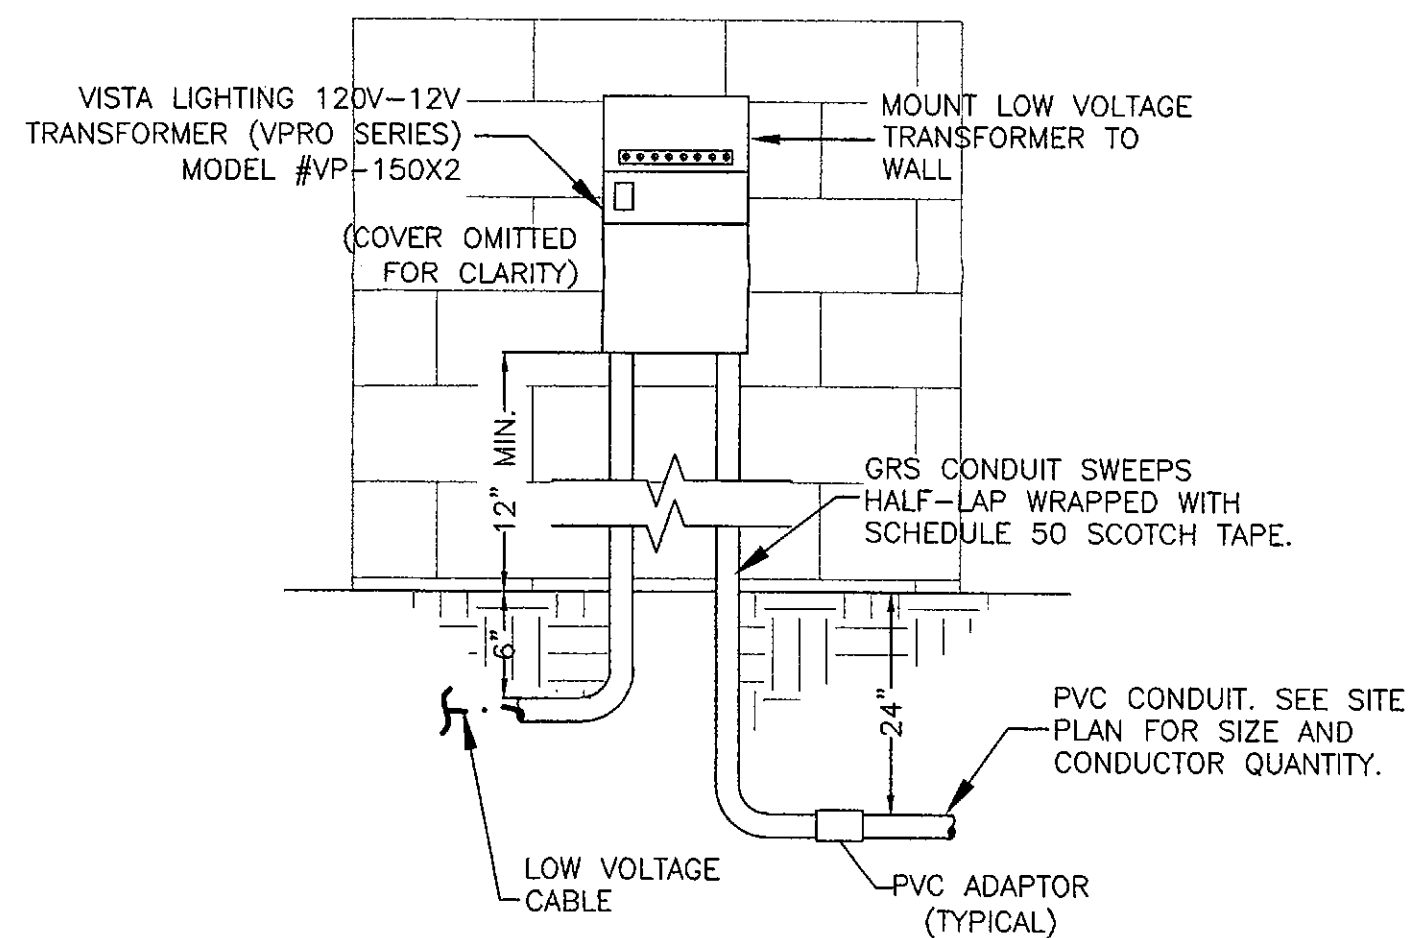 VISTA LIGHTING 120V-12V
TRANSFORMER (VPRO SERIES)
MODEL #VP-150X2
(COVER OMITTED
FOR CLARITY)
MOUNT LOW VOLTAGE
TRANSFORMER TO
WALL
12" MIN.
GRS CONDUIT SWEEPS
HALF-LAP WRAPPED WITH
SCHEDULE 50 SCOTCH TAPE.
6"
24"
PVC CONDUIT. SEE SITE
PLAN FOR SIZE AND
CONDUCTOR QUANTITY.
LOW VOLTAGE
CABLE
PVC ADAPTOR
(TYPICAL)